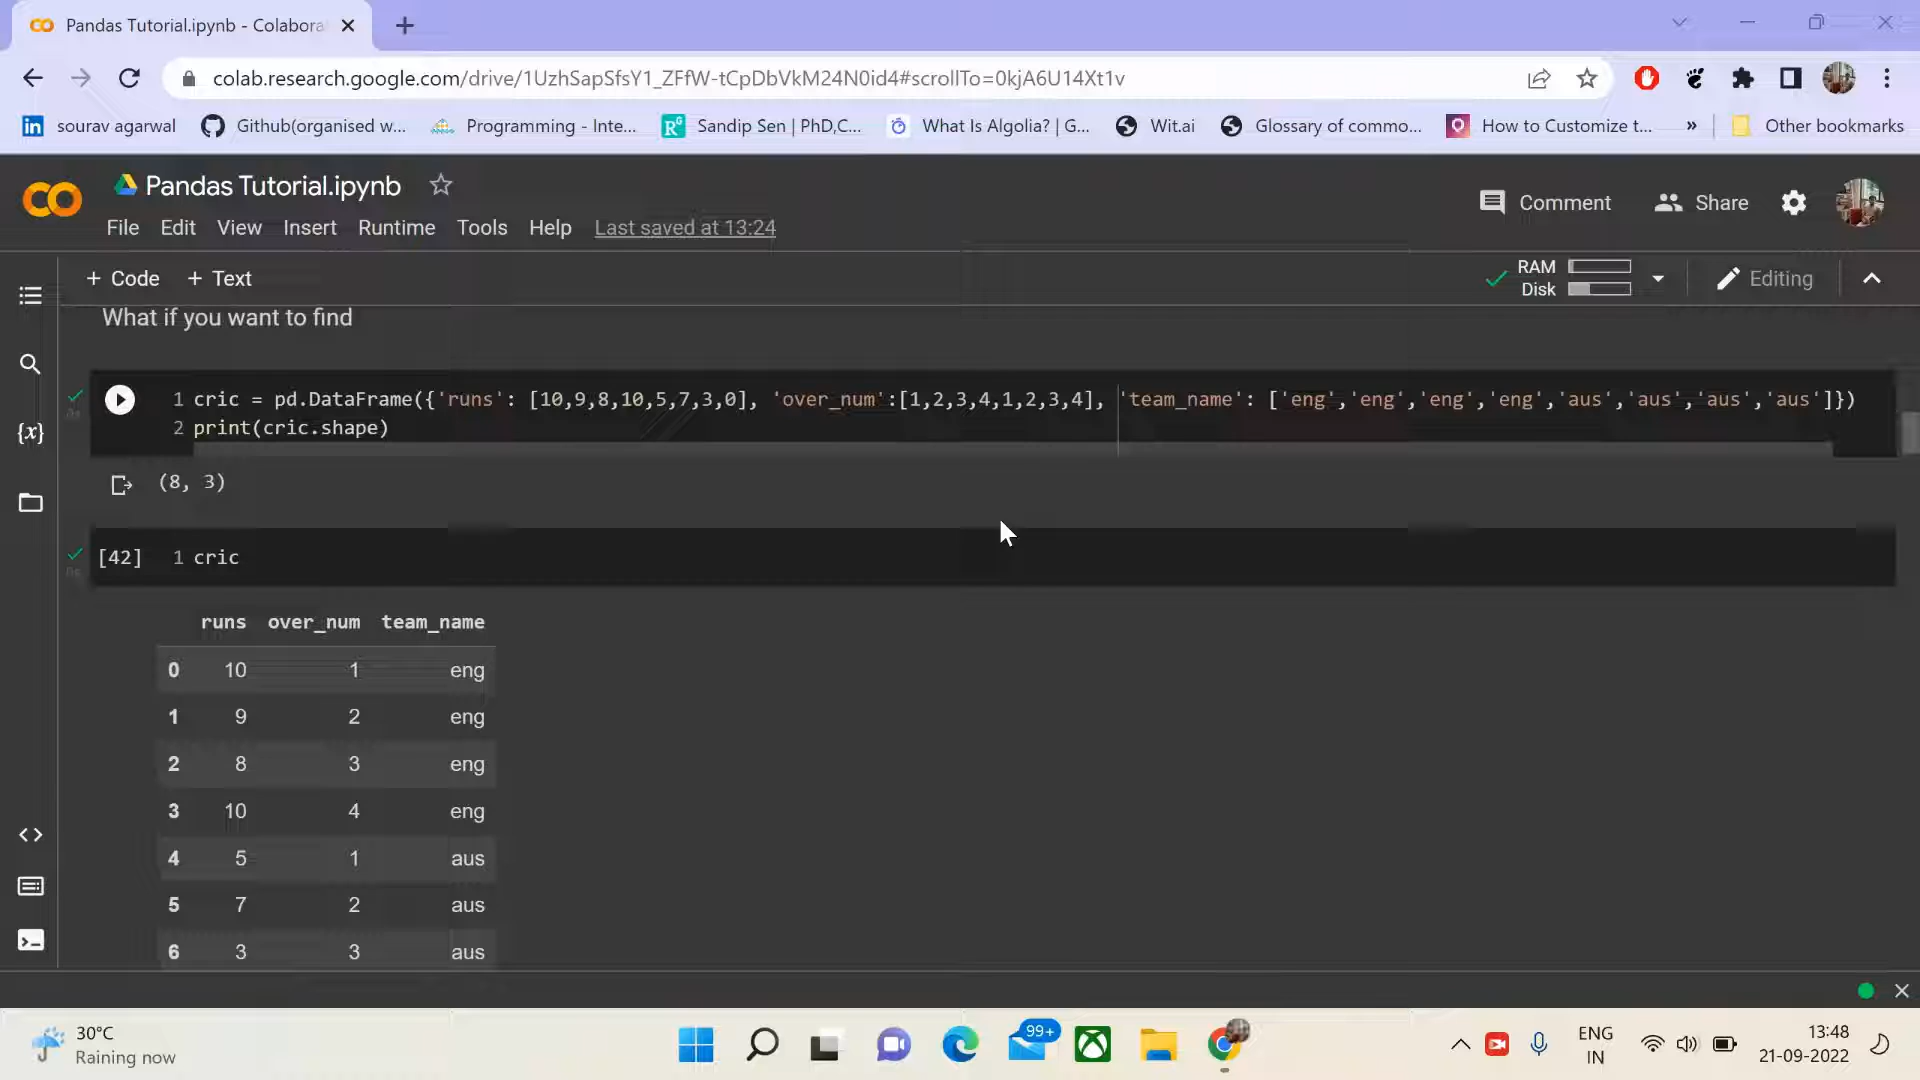 Pandas Tutorial.ipynb - Colabora
colab.research.google.com/drive/1UzhSapSfsY1_ZFfW-tCpDbVkM24N0id4#scrollTo=0kjA6U14Xt1v
in sourav agarwal Github(organised w... Programming - Inte... RG Sandip Sen | PhD,C... What Is Algolia? | G... Wit.ai Glossary of commo... How to Customize t... » Other bookmarks
Pandas Tutorial.ipynb
Comment Share
File Edit View Insert Runtime Tools Help Last saved at 13:24
+ Code + Text RAM Disk Editing
What if you want to find
1 cric = pd.DataFrame({'runs': [10,9,8,10,5,7,3,0], 'over_num':[1,2,3,4,1,2,3,4], 'team_name': ['eng','eng','eng','eng','aus','aus','aus','aus']})
2 print(cric.shape)
(8, 3)
[42] 1 cric
runs over_num team_name
0 10 1 eng
1 9 2 eng
2 8 3 eng
3 10 4 eng
4 5 1 aus
5 7 2 aus
6 3 3 aus
30°C
Raining now
99+
ENG
IN
13:48
21-09-2022